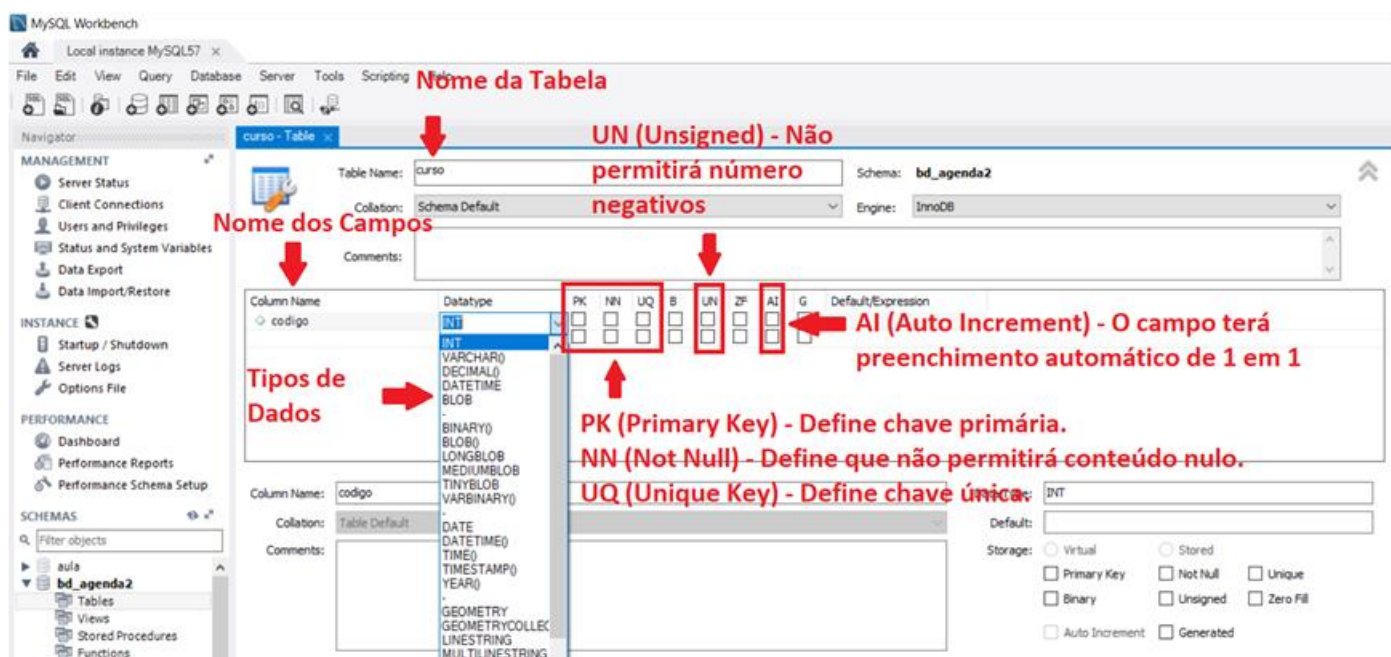 MySQL Workbench
Local instance MySQL57 ×
File Edit View Query Database Server Tools Scripting
Nome da Tabela
Navigator
curso - Table ×
UN (Unsigned) - Não
permitirá número
negativos
MANAGEMENT
Server Status
Client Connections
Users and Privileges
Status and System Variables
Data Export
Data Import/Restore
INSTANCE
Startup / Shutdown
Server Logs
Options File
PERFORMANCE
Dashboard
Performance Reports
Performance Schema Setup
SCHEMAS
Filter objects
aula
bd_agenda2
Tables
Views
Stored Procedures
Functions
Table Name: curso
Schema: bd_agenda2
Collation: Schema Default
Engine: InnoDB
Nome dos Campos
Comments:
Column Name Datatype PK NN UQ B UN ZF AI G Default/Expression
codigo INT
AI (Auto Increment) - O campo terá
preenchimento automático de 1 em 1
Tipos de
Dados
INT
VARCHAR()
DECIMAL()
DATETIME
BLOB
-
BINARY()
BLOB()
LONGBLOB
MEDIUMBLOB
TINYBLOB
VARBINARY()
-
DATE
DATETIME()
TIME()
TIMESTAMP()
YEAR()
-
GEOMETRY
GEOMETRYCOLLEC
LINESTRING
MULTILINESTRING
PK (Primary Key) - Define chave primária.
NN (Not Null) - Define que não permitirá conteúdo nulo.
UQ (Unique Key) - Define chave única.
Column Name: codigo
INT
Collation: Table Default
Default:
Comments:
Storage: Virtual Stored
Primary Key Not Null Unique
Binary Unsigned Zero Fill
Auto Increment Generated